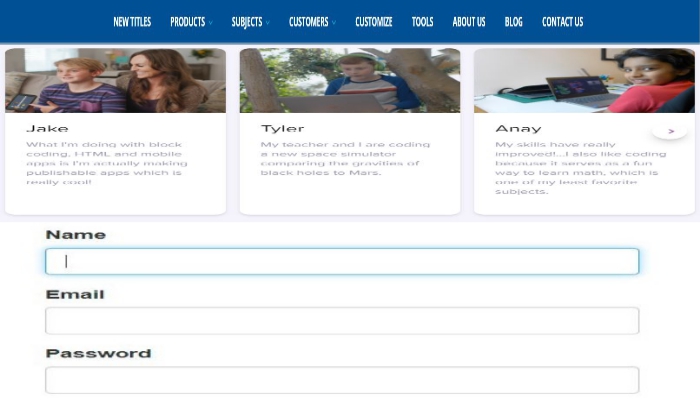 NEW TITLES PRODUCTS SUBJECTS CUSTOMERS CUSTOMIZE TOOLS ABOUT US BLOG CONTACT US
Jake
What I'm doing with block
coding, HTML and mobile
apps is I'm actually making
publishable apps which is
really cool!
Tyler
My teacher and I are coding
a new space simulator
comparing the gravities of
black holes to Mars.
Anay
My skills have really
improved!...I also like coding
because it serves as a fun
way to learn math, which is
one of my least favorite
subjects.
>
Name
Email
Password